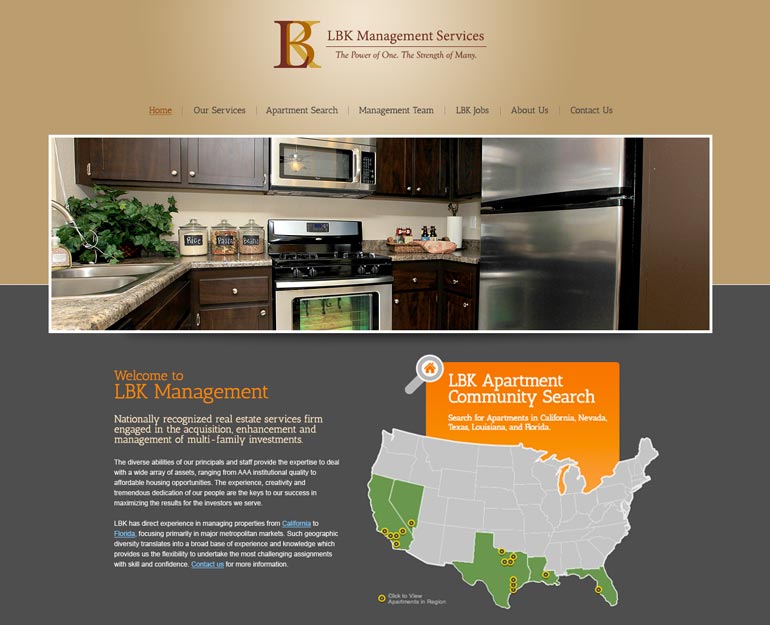 LBK Management Services
The Power of One. The Strength of Many.
Home
Our Services
Apartment Search
Management Team
LBK Jobs
About Us
Contact Us
Rice
Pasta
Beans
Welcome to
LBK Management
Nationally recognized real estate services firm
engaged in the acquisition, enhancement and
management of multi-family investments.
The diverse abilities of our principals and staff provide the expertise to deal
with a wide array of assets, ranging from AAA institutional quality to
affordable housing opportunities. The experience, creativity and
tremendous dedication of our people are the keys to our success in
maximizing the results for the investors we serve.
LBK has direct experience in managing properties from California to
Florida, focusing primarily in major metropolitan markets. Such geographic
diversity translates into a broad base of experience and knowledge which
provides us the flexibility to undertake the most challenging assignments
with skill and confidence. Contact us for more information.
LBK Apartment
Community Search
Search for Apartments in California, Nevada,
Texas, Louisiana, and Florida.
Click to View
Apartments in Region